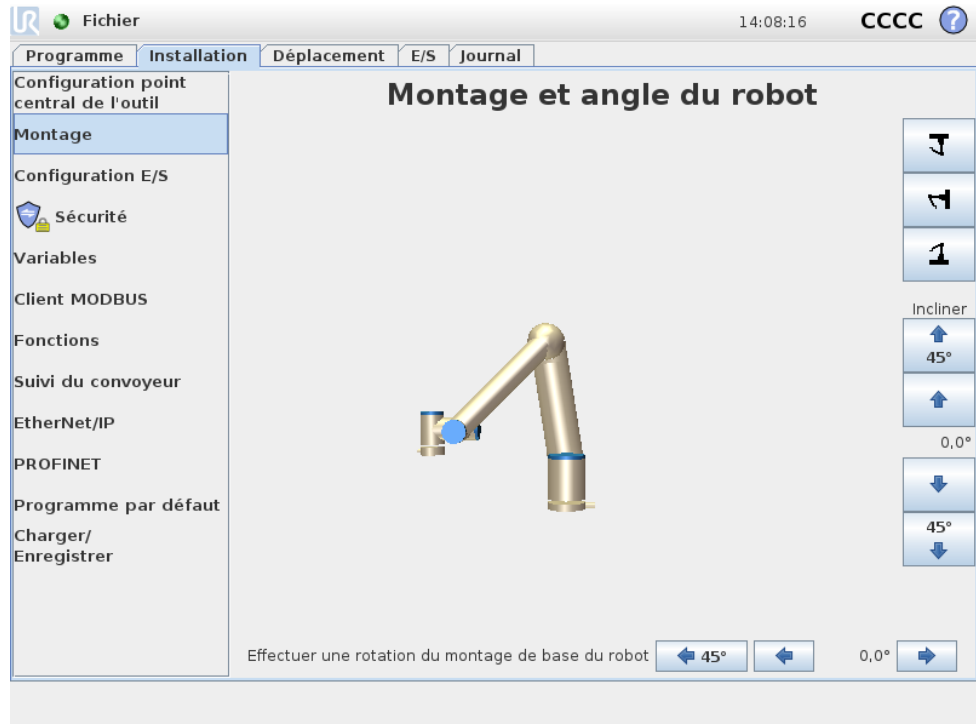 UR
Fichier
14:08:16
CCCC
?
Programme
Installation
Déplacement
E/S
Journal
Configuration point
central de l'outil
Montage
Configuration E/S
Sécurité
Variables
Client MODBUS
Fonctions
Suivi du convoyeur
EtherNet/IP
PROFINET
Programme par défaut
Charger/
Enregistrer
Montage et angle du robot
Incliner
45°
0,0°
45°
Effectuer une rotation du montage de base du robot
45°
0,0°